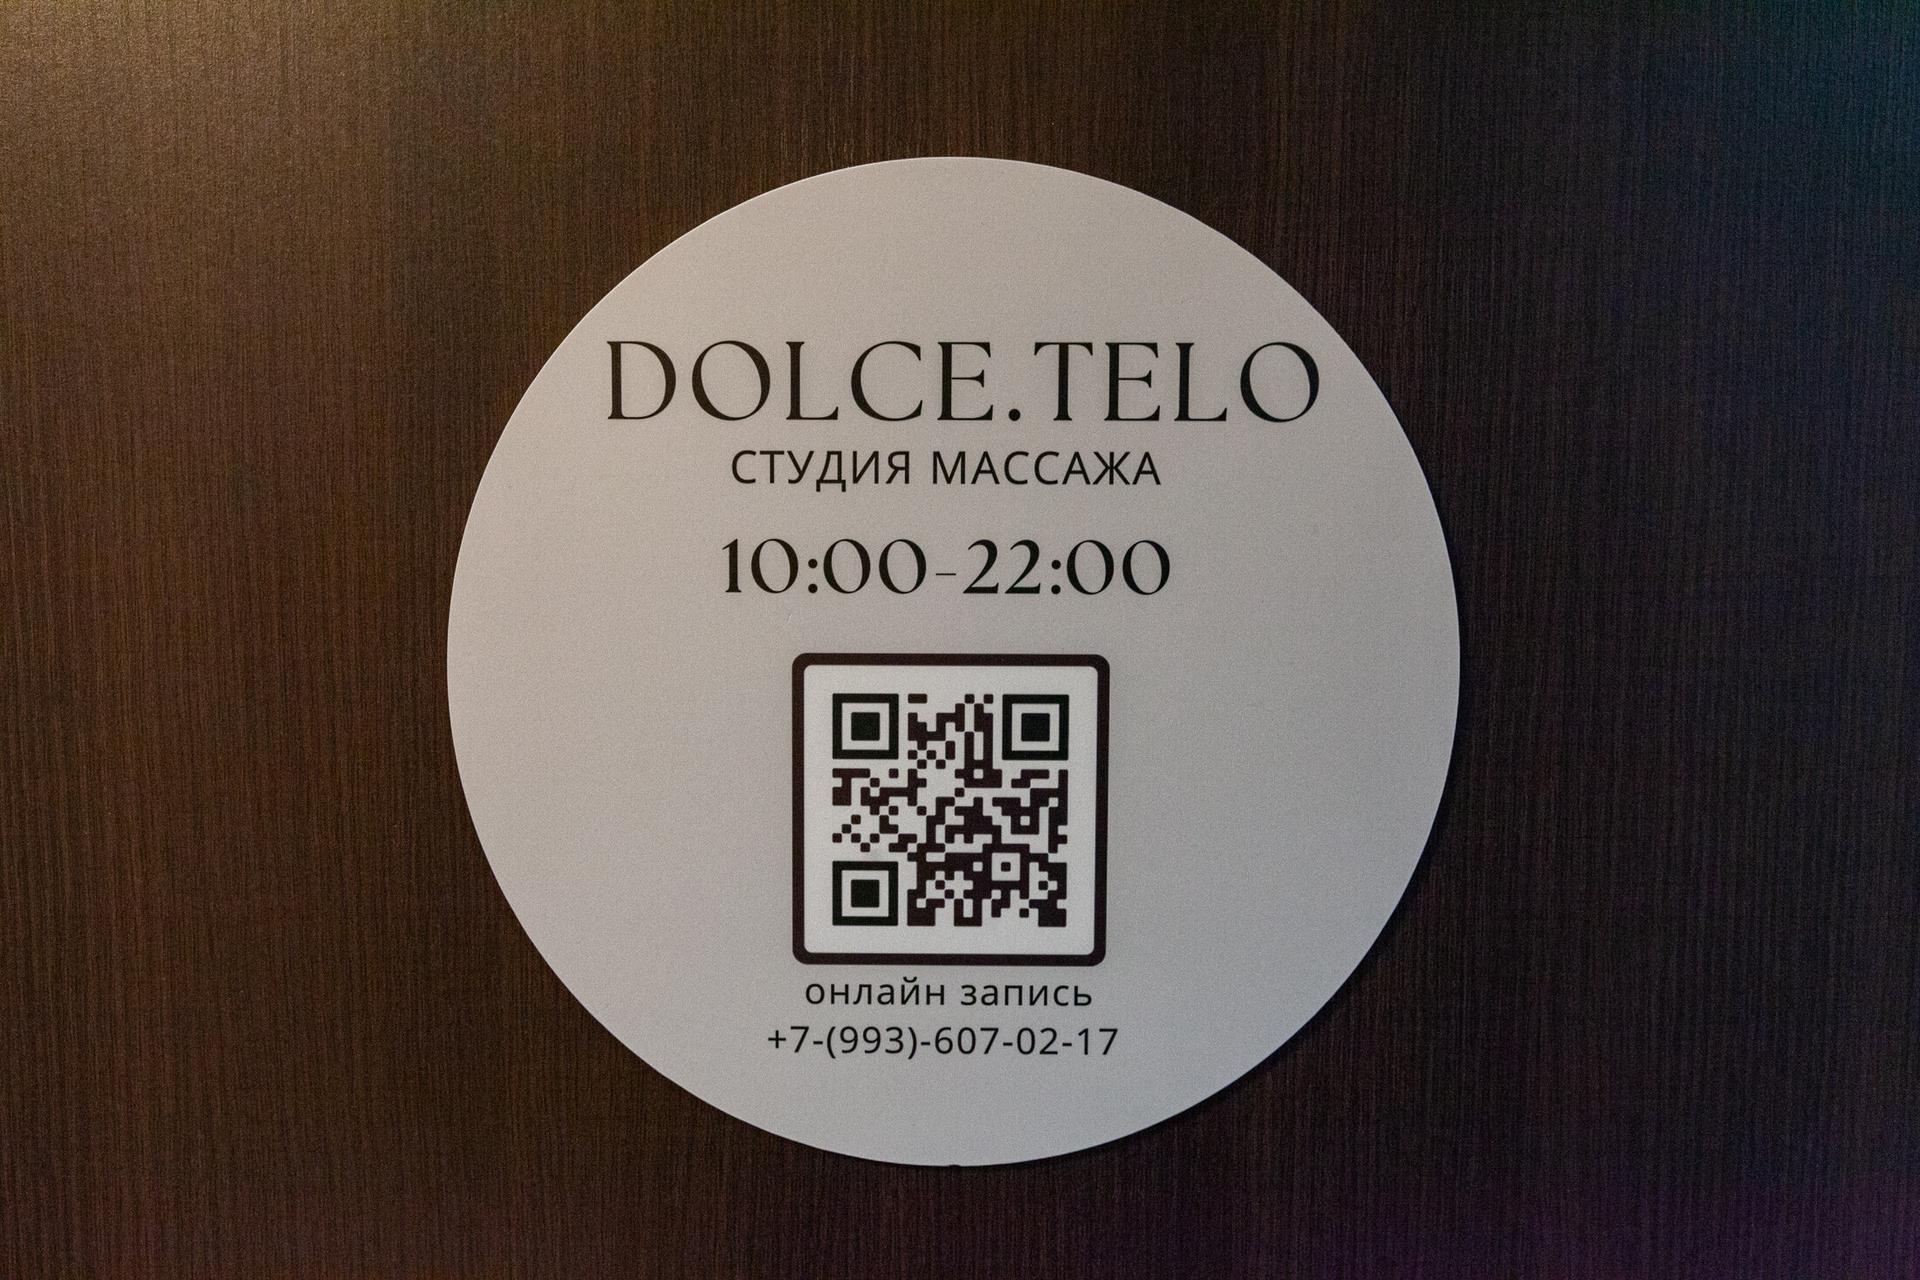 DOLCE.TELO
СТУДИЯ МАССАЖА
10:00-22:00
онлайн запись
+7-(993)-607-02-17